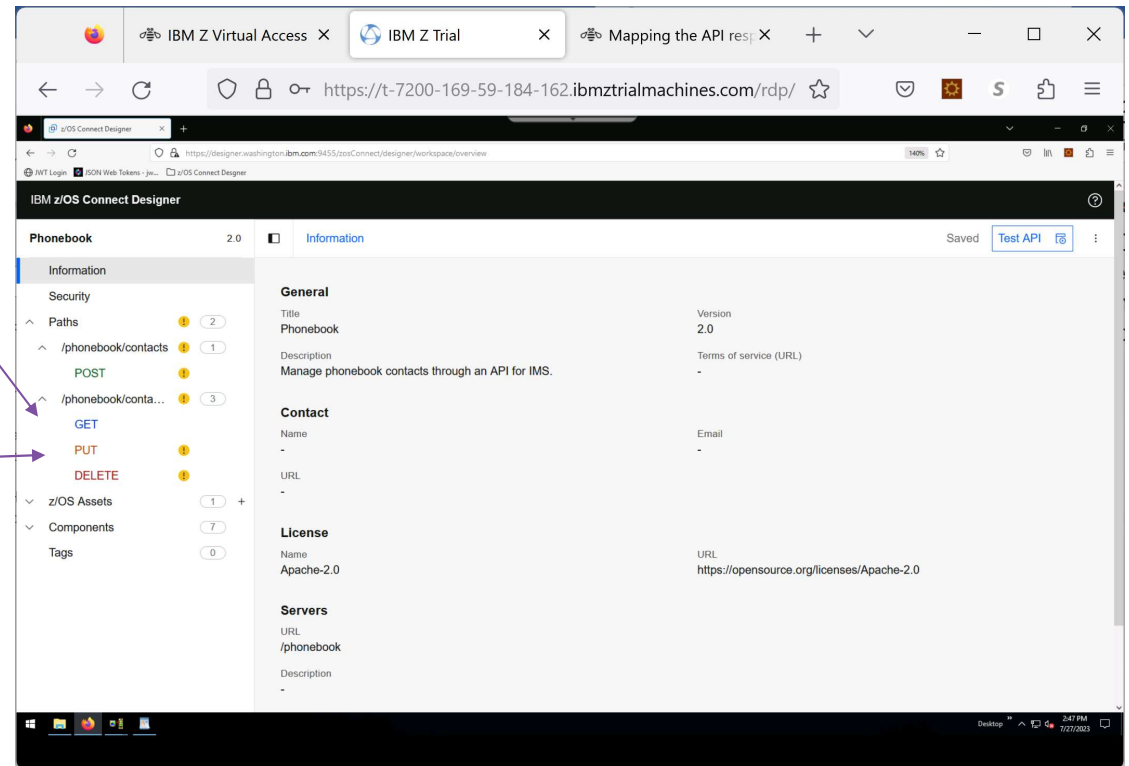 IBM Z Virtual Access
IBM Z Trial
Mapping the API resp
https://t-7200-169-59-184-162.ibmztrialmachines.com/rdp/
z/OS Connect Designer
https://designer.washington.ibm.com:9455/zosConnect/designer/workspace/overview
140%
JWT Login
JSON Web Tokens - jw...
z/OS Connect Desgner
IBM z/OS Connect Designer
Phonebook 2.0
Information
Saved
Test API
Information
Security
Paths 2
/phonebook/contacts 1
POST
/phonebook/conta... 3
GET
PUT
DELETE
z/OS Assets 1 +
Components 7
Tags 0
General
Title
Phonebook
Version
2.0
Description
Manage phonebook contacts through an API for IMS.
Terms of service (URL)
-
Contact
Name
-
Email
-
URL
-
License
Name
Apache-2.0
URL
https://opensource.org/licenses/Apache-2.0
Servers
URL
/phonebook
Description
-
Desktop
2:47 PM
7/27/2023